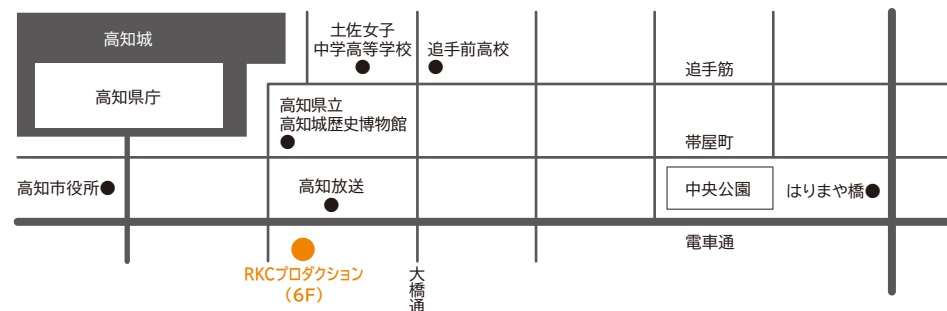 高知城
高知県庁
土佐女子
中学高等学校
追手前高校
追手筋
高知県立
高知城歴史博物館
帯屋町
高知市役所
高知放送
中央公園
はりまや橋
電車通
RKCプロダクション
（6F）
大橋通